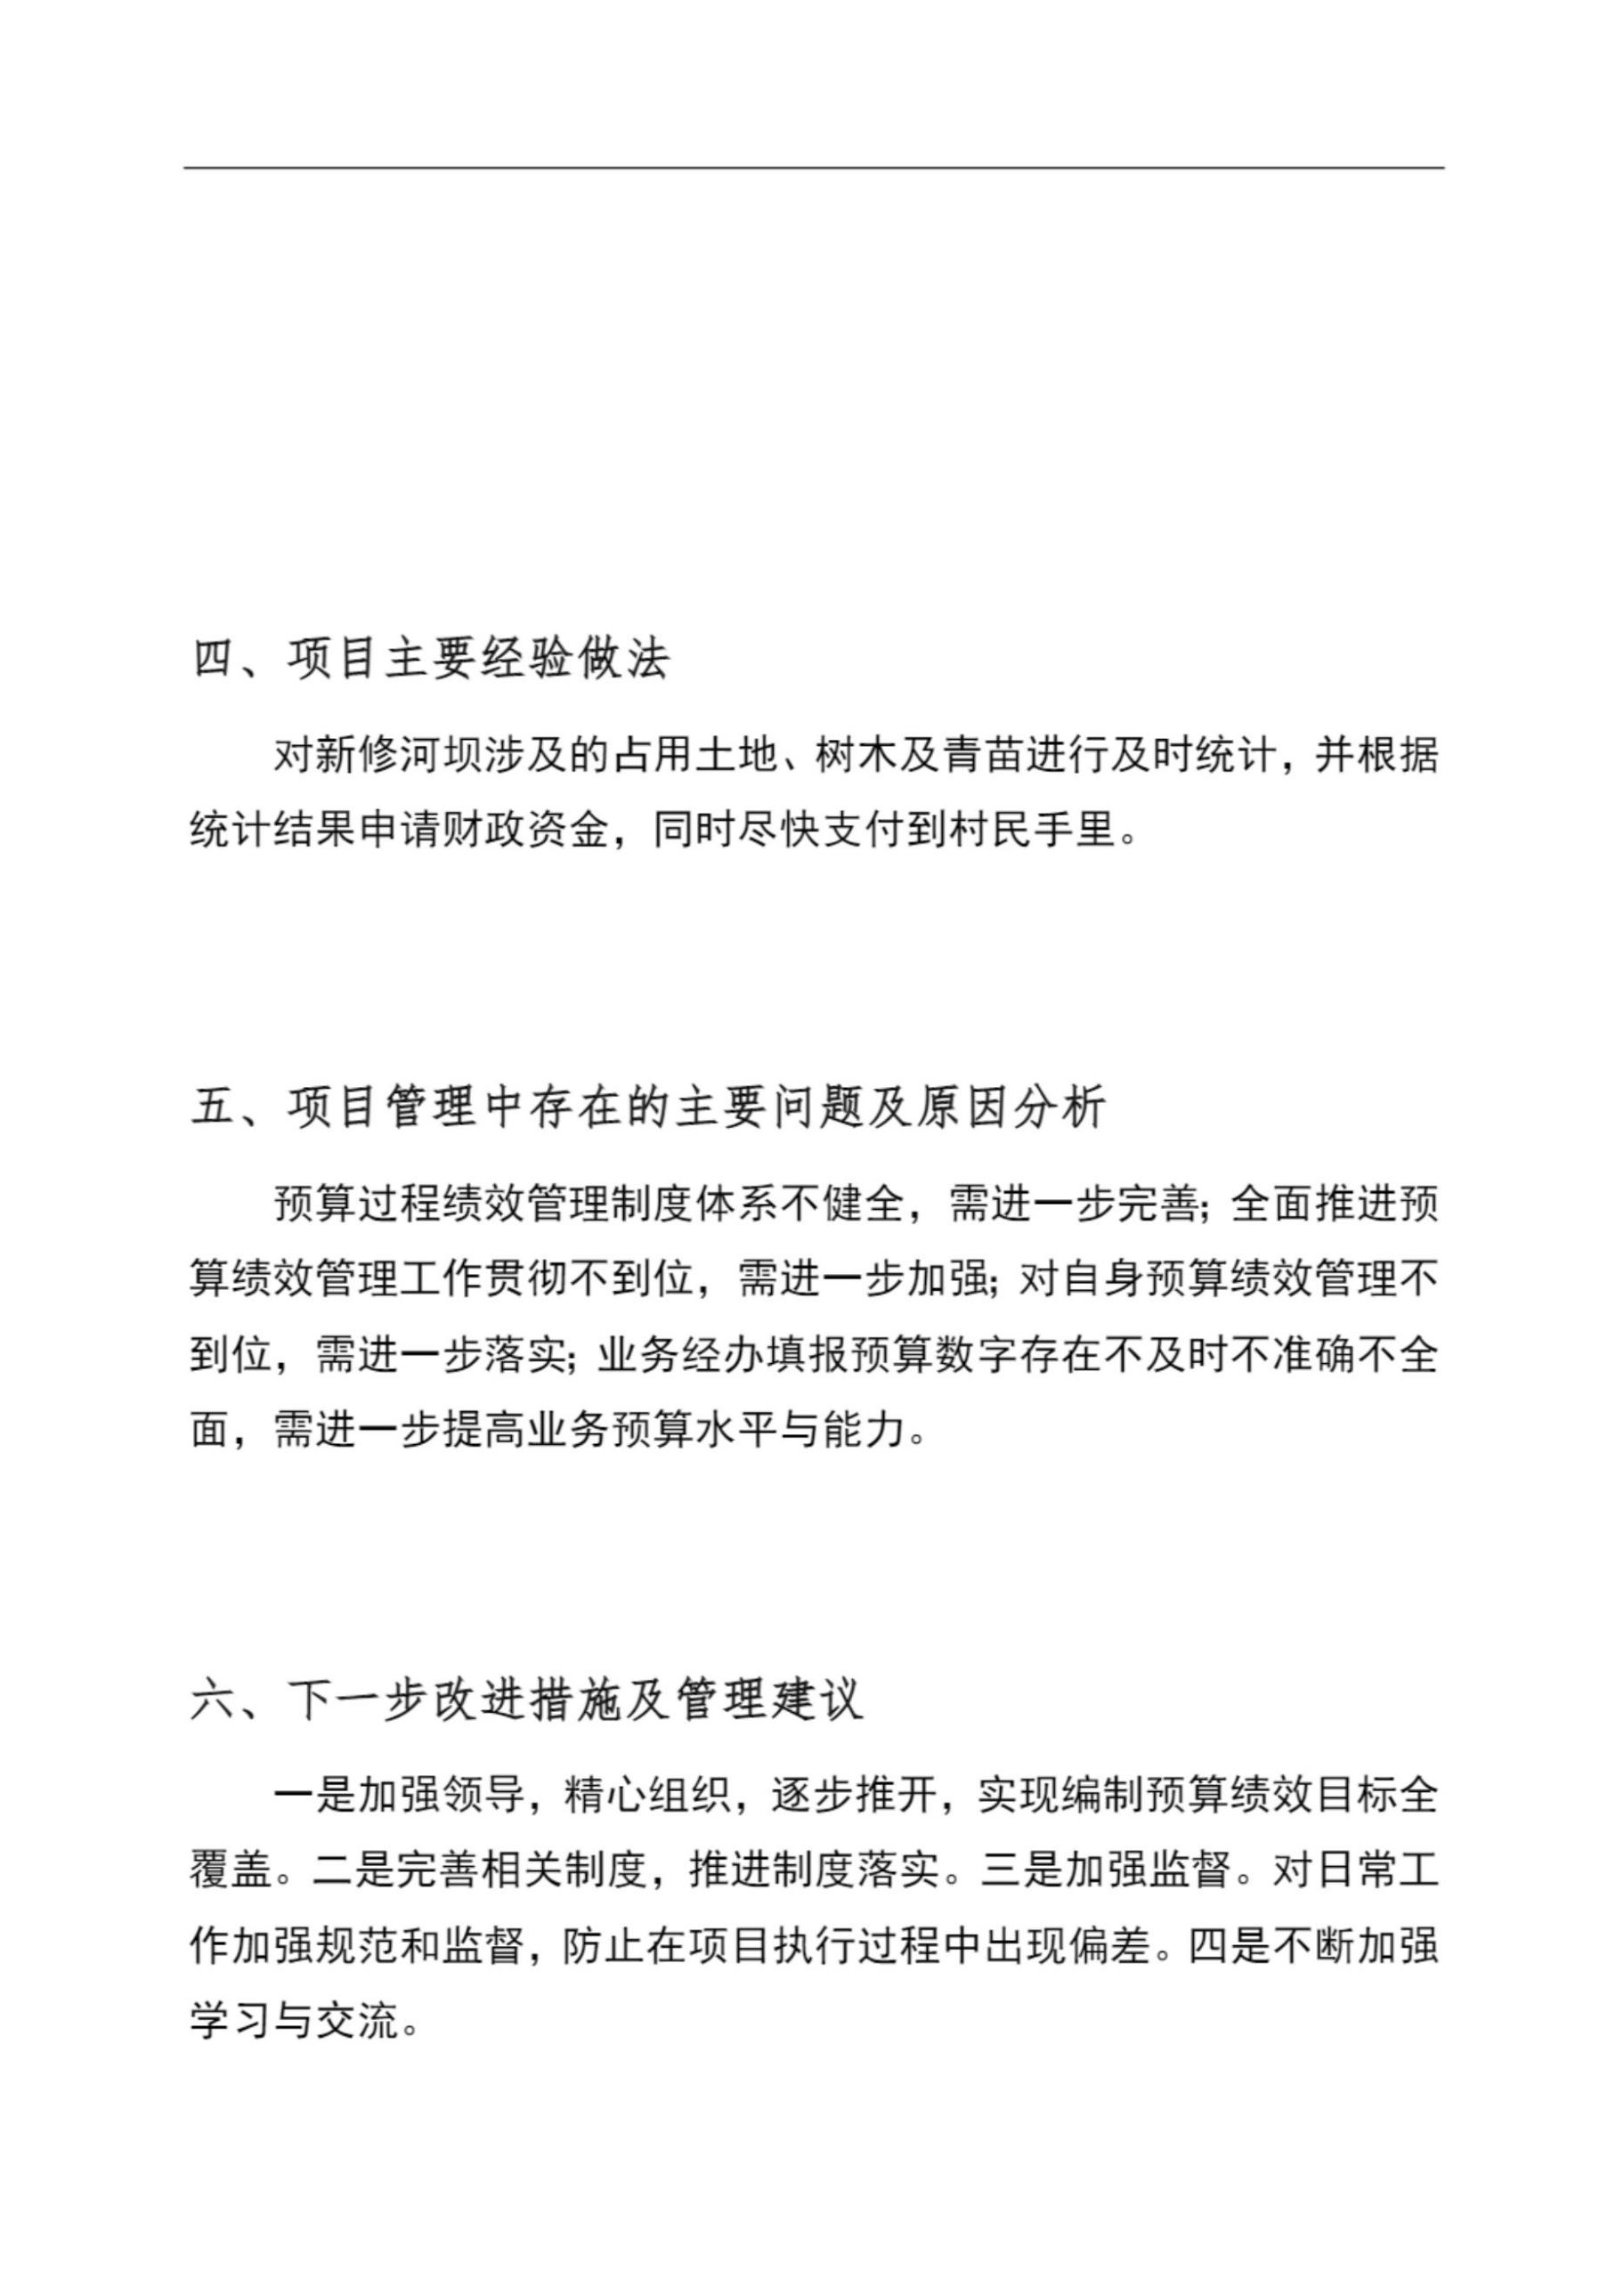 四、项目主要经验做法
对新修河坝涉及的占用土地、树木及青苗进行及时统计，并根据
统计结果申请财政资金，同时尽快支付到村民手里。
五、项目管理中存在的主要问题及原因分析
预算过程绩效管理制度体系不健全，需进一步完善；全面推进预
算绩效管理工作贯彻不到位，需进一步加强；对自身预算绩效管理不
到位，需进一步落实；业务经办填报预算数字存在不及时不准确不全
面，需进一步提高业务预算水平与能力。
六、下一步改进措施及管理建议
一是加强领导，精心组织，逐步推开，实现编制预算绩效目标全
覆盖。二是完善相关制度，推进制度落实。三是加强监督。对日常工
作加强规范和监督，防止在项目执行过程中出现偏差。四是不断加强
学习与交流。